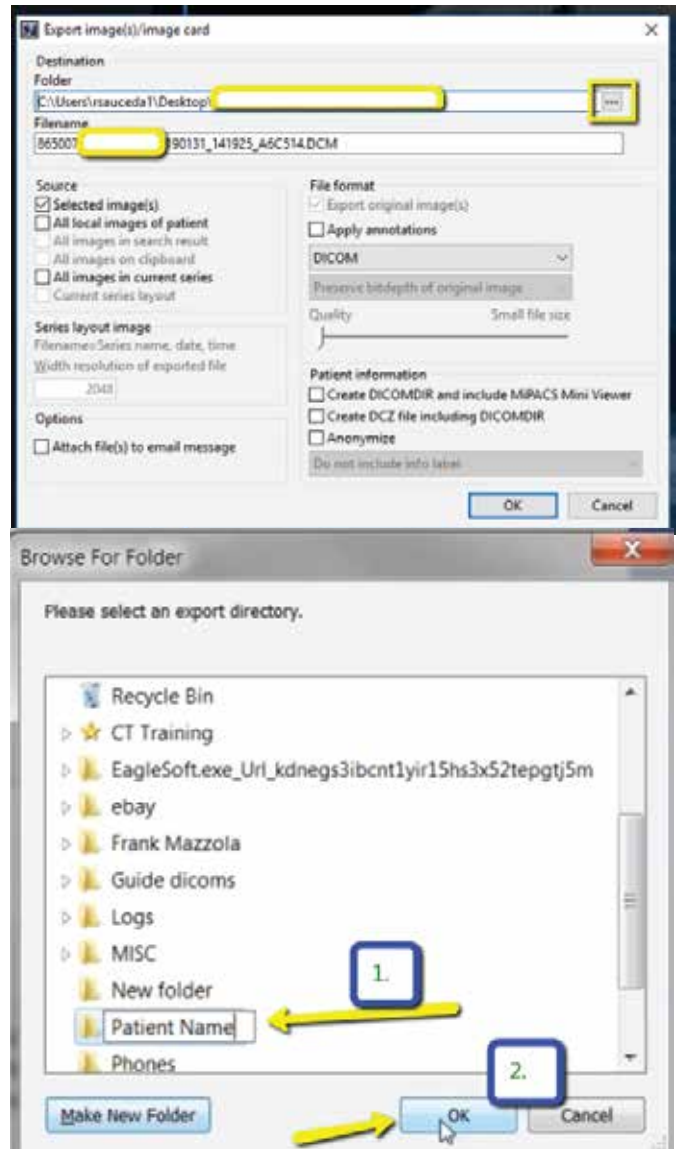 Export image(s)/image card
Destination
Folder
C:\Users\rsauceda1\Desktop\
...
Filename
865007 190131_141925_A6C514.DCM
Source
Selected image(s)
All local images of patient
All images in search result
All images on clipboard
All images in current series
Current series layout
Series layout image
Filename=Series name, date, time
Width resolution of exported file
2048
Options
Attach file(s) to email message
File format
Export original image(s)
Apply annotations
DICOM
Preserve bitdepth of original image
Quality Small file size
Patient information
Create DICOMDIR and include MiPACS Mini Viewer
Create DCZ file including DICOMDIR
Anonymize
Do not include info label
OK Cancel
Browse For Folder
Please select an export directory.
Recycle Bin
CT Training
EagleSoft.exe_Url_kdnegs3ibcnt1yir15hs3x52tepgtj5m
ebay
Frank Mazzola
Guide dicoms
Logs
MISC
1.
New folder
Patient Name
Phones
2.
Make New Folder OK Cancel